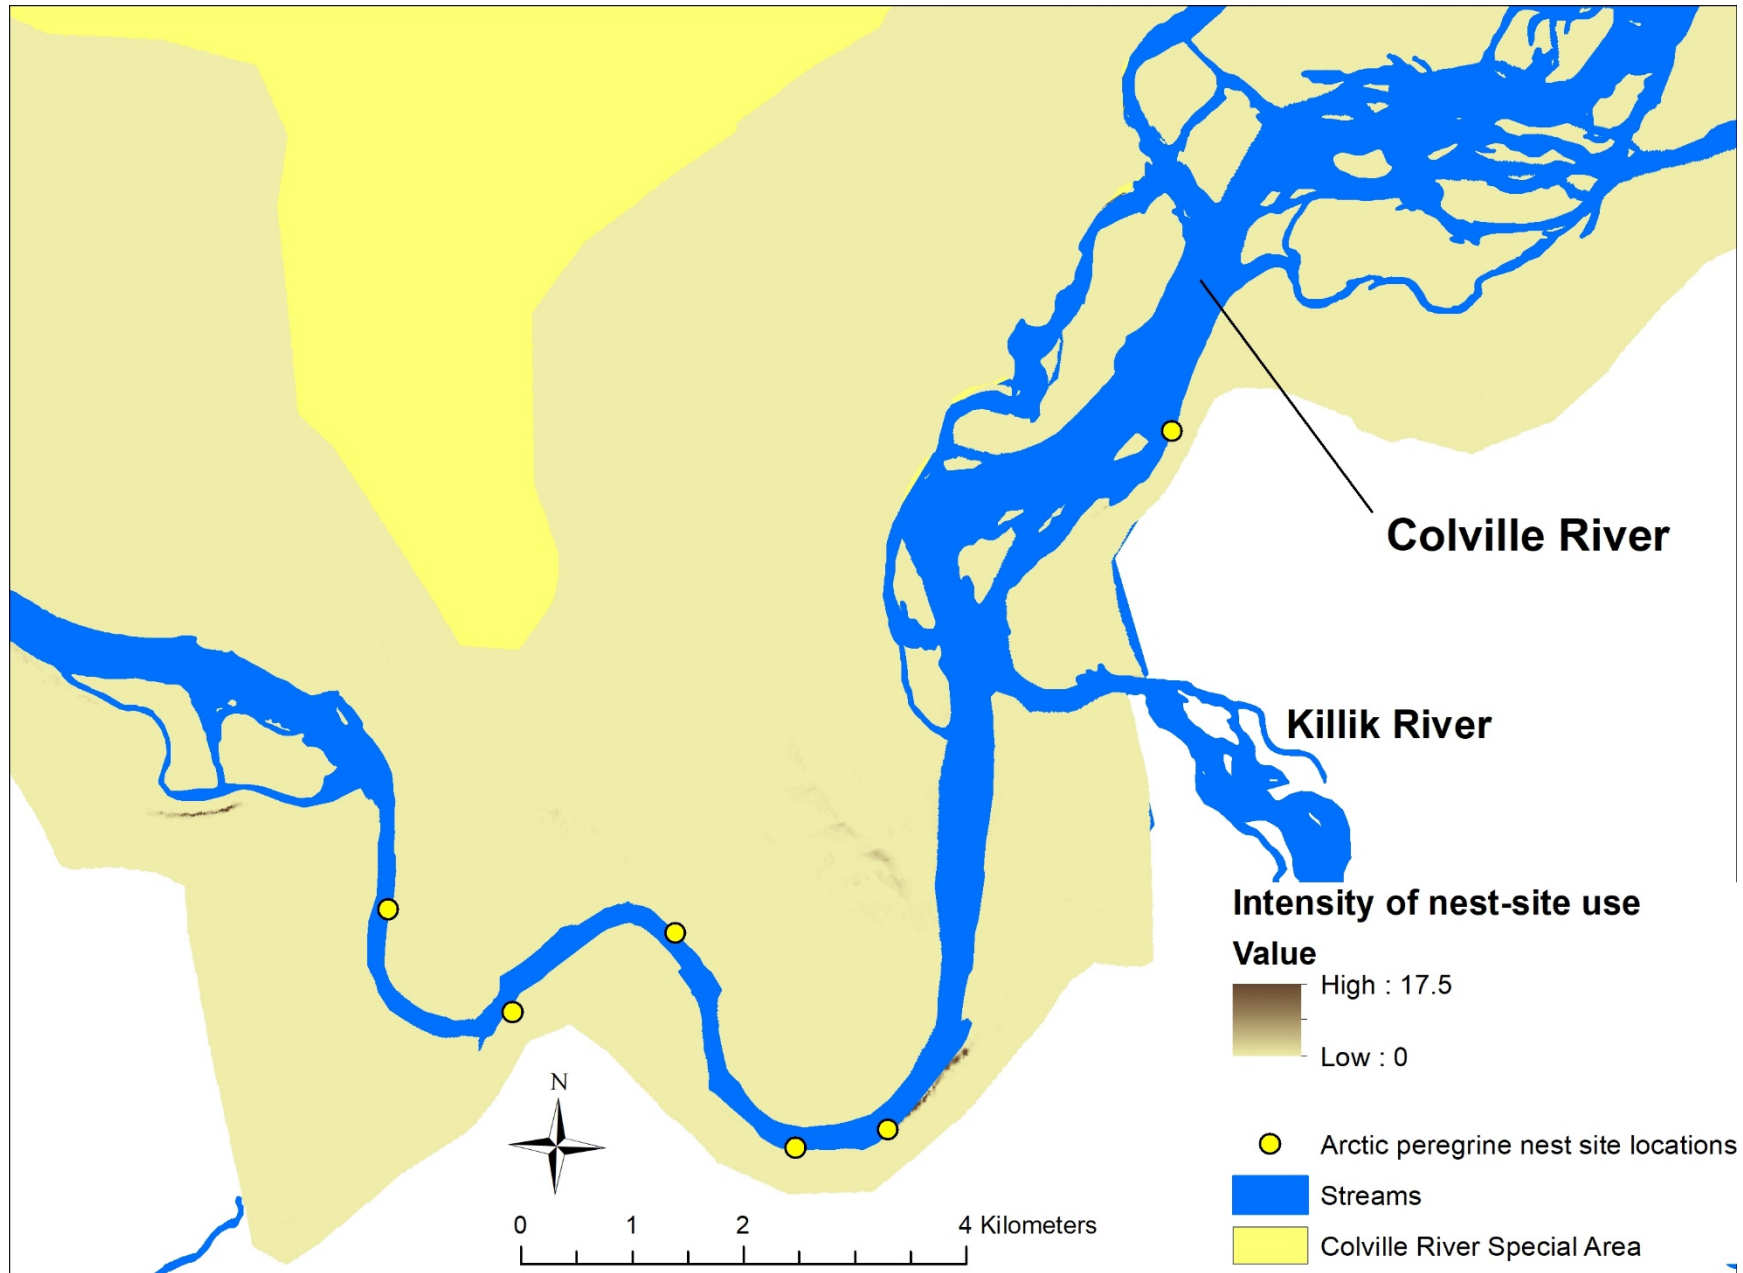 Colville River
Killik River
Intensity of nest-site use
Value
High : 17.5
Low : 0
N
Arctic peregrine nest site locations
Streams
0 1 2 4 Kilometers
Colville River Special Area